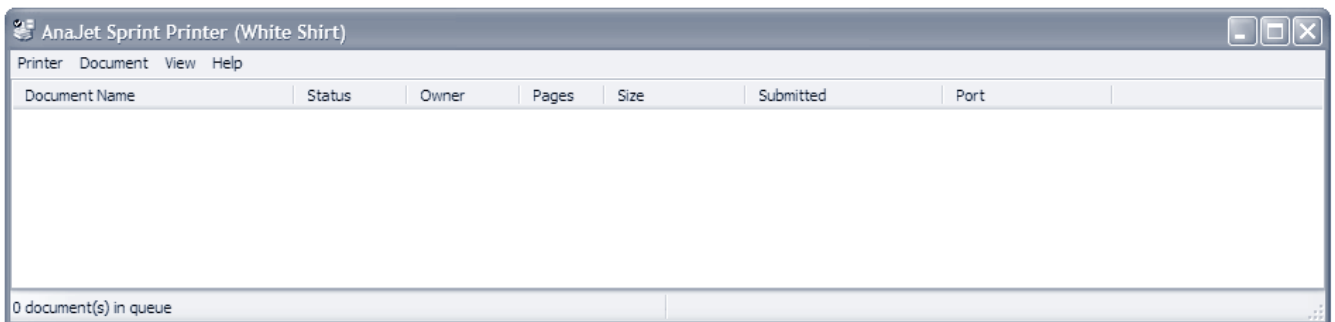 AnaJet Sprint Printer (White Shirt)
Printer Document View Help
Document Name Status Owner Pages Size Submitted Port
0 document(s) in queue